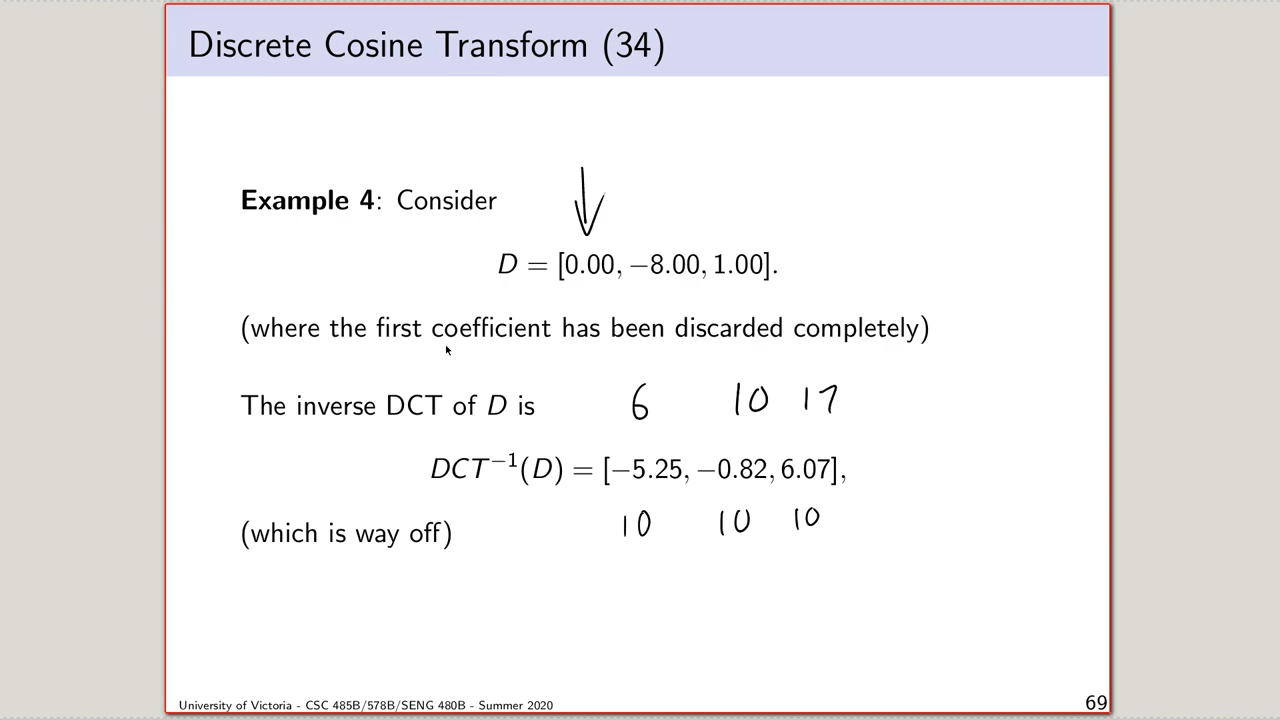 Discrete Cosine Transform (34)
Example 4: Consider
D = [0.00, −8.00, 1.00].
(where the first coefficient has been discarded completely)
6 10 17
The inverse DCT of D is
DCT⁻¹(D) = [−5.25, −0.82, 6.07],
10 10 10
(which is way off)
University of Victoria - CSC 485B/578B/SENG 480B - Summer 2020
69